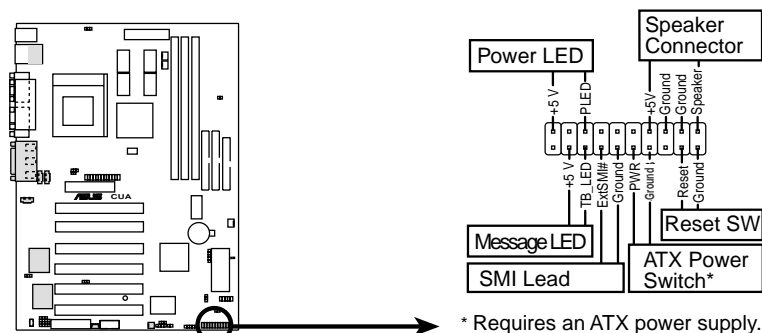 Speaker
Connector
Power LED
+5 V
PLED
+5V
Ground
Ground
Speaker
+5 V
TB_LED
ExtSMI#
Ground
PWR
Ground
Reset
Ground
Message LED
SMI Lead
ATX Power
Switch*
Reset SW
ASUS CUA
* Requires an ATX power supply.